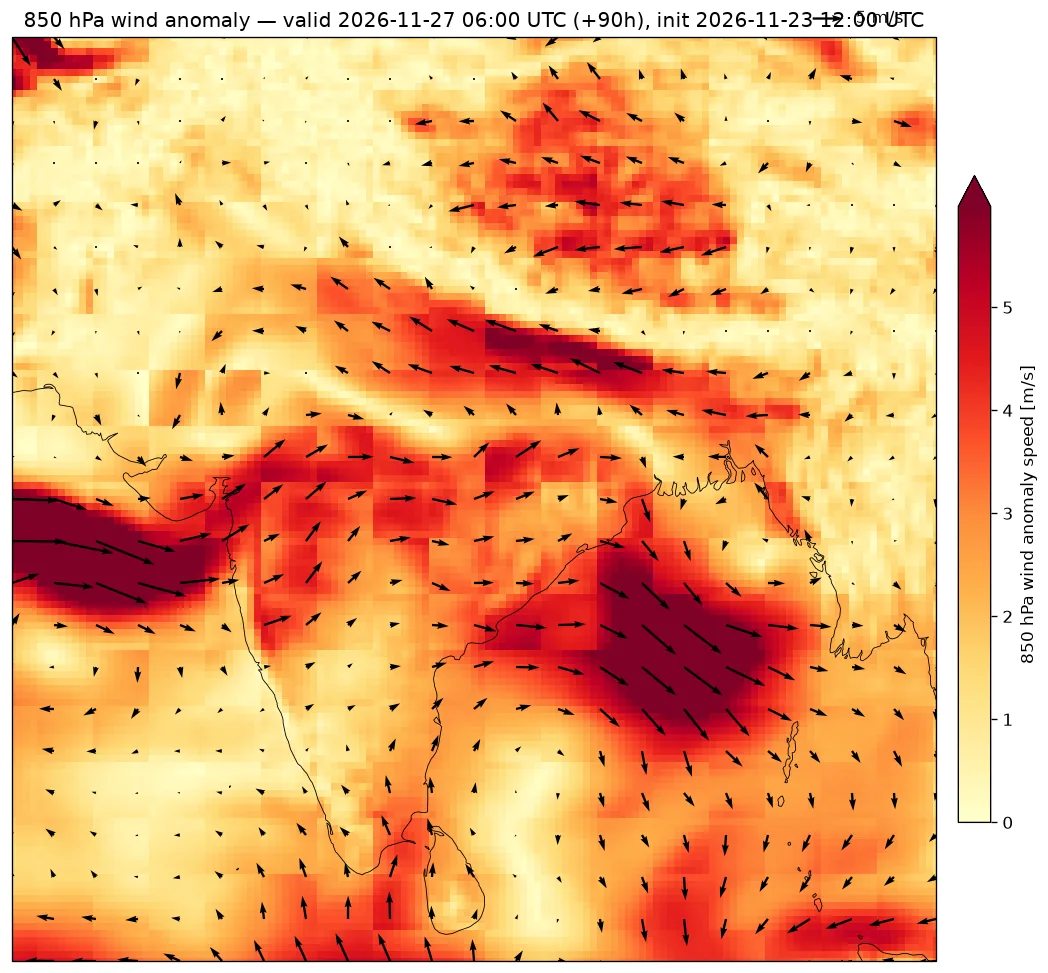 850 hPa wind anomaly — valid 2026-11-27 06:00 UTC (+90h), init 2026-11-23 12:00 UTC
5 m/s
5
4
3
2
1
0
850 hPa wind anomaly speed [m/s]